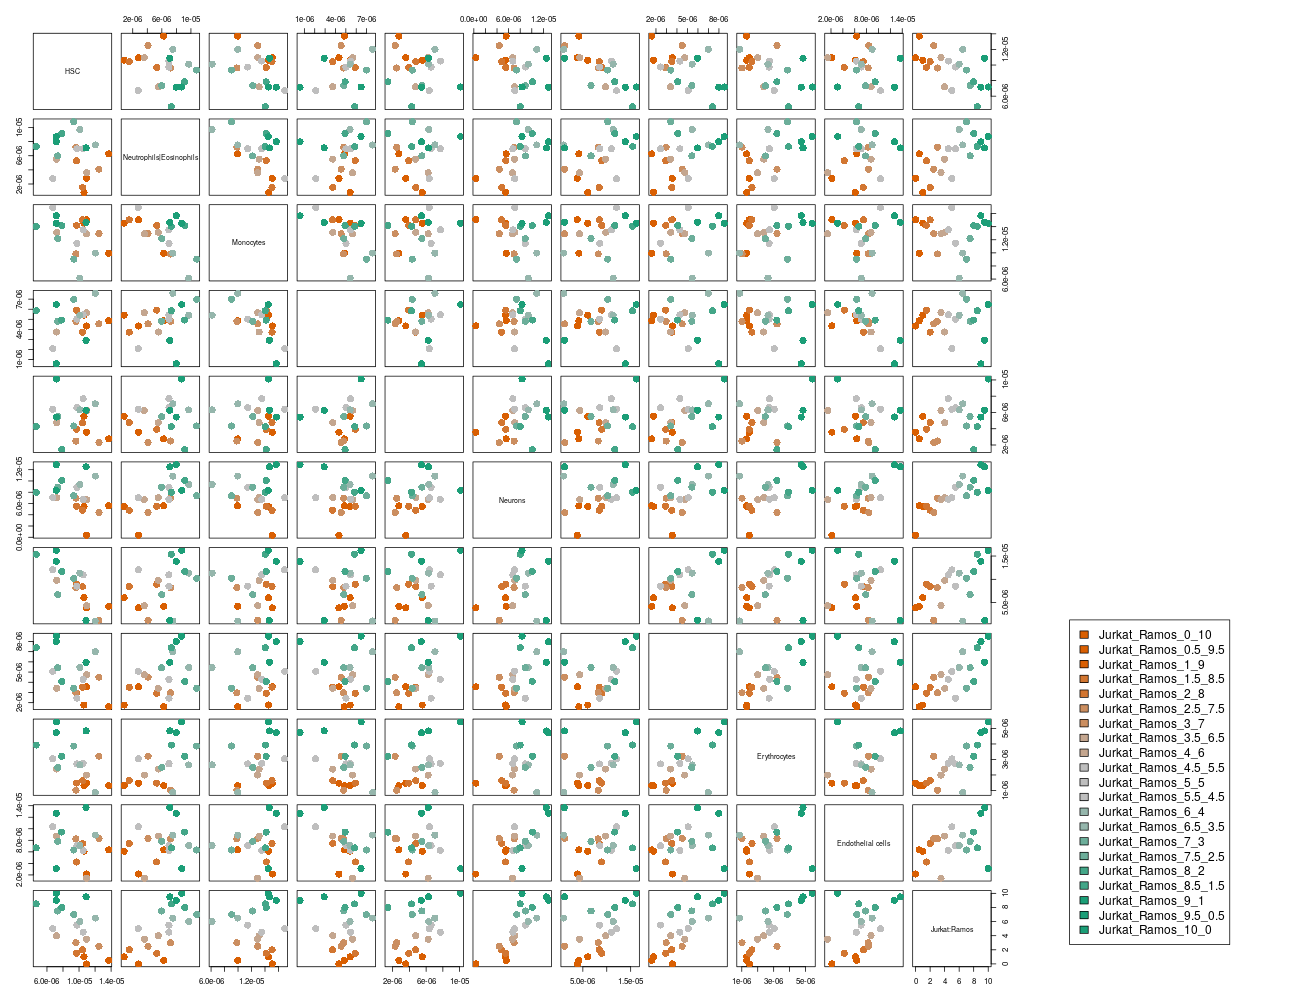 2e-06 6e-06 1e-05 1e-06 4e-06 7e-06 0.0e+00 6.0e-06 1.2e-05 2e-06 5e-06 8e-06 2.0e-06 8.0e-06 1.4e-05
HSC
6.0e-06 1.2e-05
2e-06 6e-06 1e-05
Neutrophils|Eosinophils
Monocytes
6.0e-06 1.2e-05
1e-06 4e-06 7e-06
2e-06 6e-06 1e-05
0.0e+00 6.0e-06 1.2e-05
Neurons
5.0e-06 1.5e-05
2e-06 5e-06 8e-06
Erythrocytes
1e-06 3e-06 5e-06
2.0e-06 8.0e-06 1.4e-05
Endothelial cells
Jurkat:Ramos
0 2 4 6 8 10
6.0e-06 1.0e-05 1.4e-05 6.0e-06 1.2e-05 2e-06 6e-06 1e-05 5.0e-06 1.5e-05 1e-06 3e-06 5e-06 0 2 4 6 8 10
Jurkat_Ramos_0_10
Jurkat_Ramos_0.5_9.5
Jurkat_Ramos_1_9
Jurkat_Ramos_1.5_8.5
Jurkat_Ramos_2_8
Jurkat_Ramos_2.5_7.5
Jurkat_Ramos_3_7
Jurkat_Ramos_3.5_6.5
Jurkat_Ramos_4_6
Jurkat_Ramos_4.5_5.5
Jurkat_Ramos_5_5
Jurkat_Ramos_5.5_4.5
Jurkat_Ramos_6_4
Jurkat_Ramos_6.5_3.5
Jurkat_Ramos_7_3
Jurkat_Ramos_7.5_2.5
Jurkat_Ramos_8_2
Jurkat_Ramos_8.5_1.5
Jurkat_Ramos_9_1
Jurkat_Ramos_9.5_0.5
Jurkat_Ramos_10_0